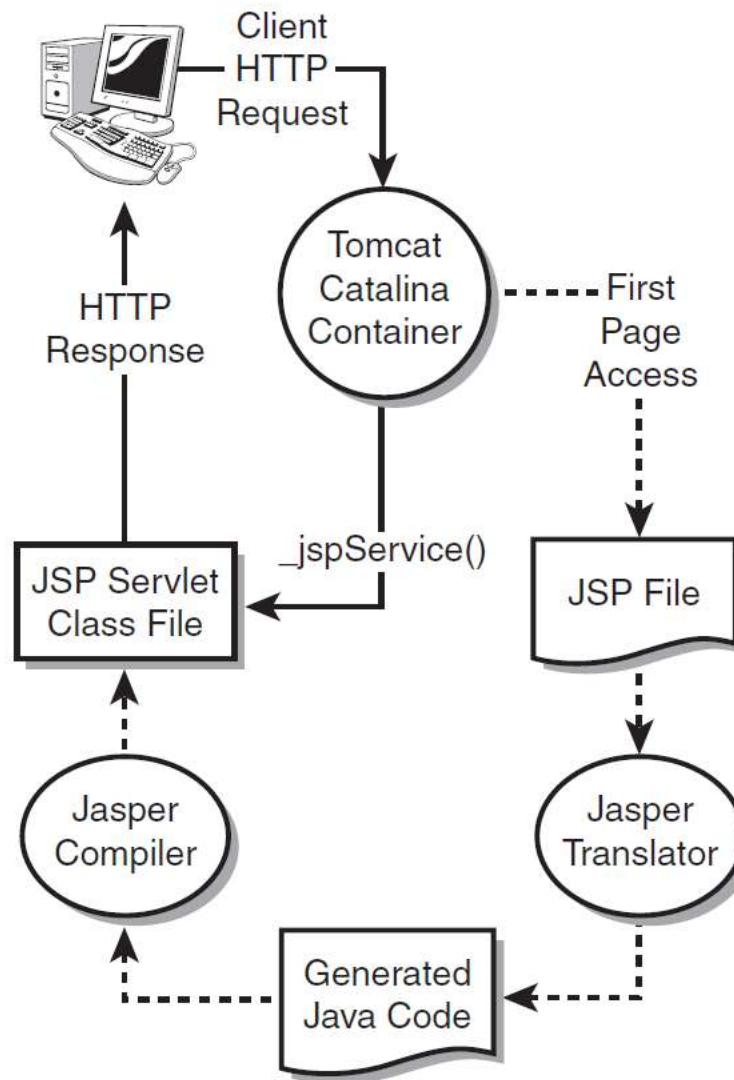 Client
HTTP
Request
Tomcat
Catalina
Container
First
Page
Access
HTTP
Response
_jspService()
JSP Servlet
Class File
JSP File
Jasper
Compiler
Jasper
Translator
Generated
Java Code